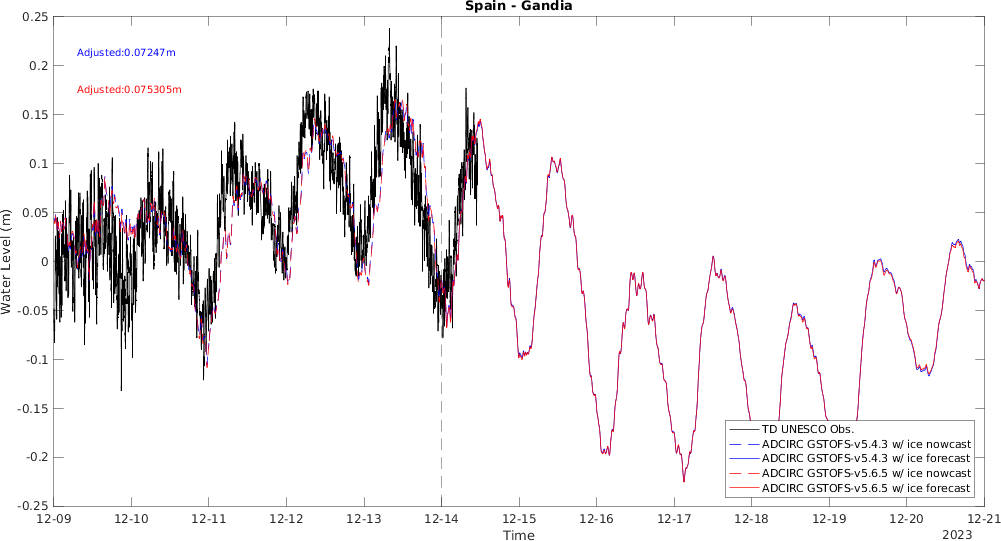 Spain - Gandia
0.25
0.2
0.15
0.1
0.05
0
-0.05
-0.1
-0.15
-0.2
-0.25
Water Level (m)
Adjusted:0.07247m
Adjusted:0.075305m
TD UNESCO Obs.
ADCIRC GSTOFS-v5.4.3 w/ ice nowcast
ADCIRC GSTOFS-v5.4.3 w/ ice forecast
ADCIRC GSTOFS-v5.6.5 w/ ice nowcast
ADCIRC GSTOFS-v5.6.5 w/ ice forecast
12-09 12-10 12-11 12-12 12-13 12-14 12-15 12-16 12-17 12-18 12-19 12-20 12-21
Time
2023